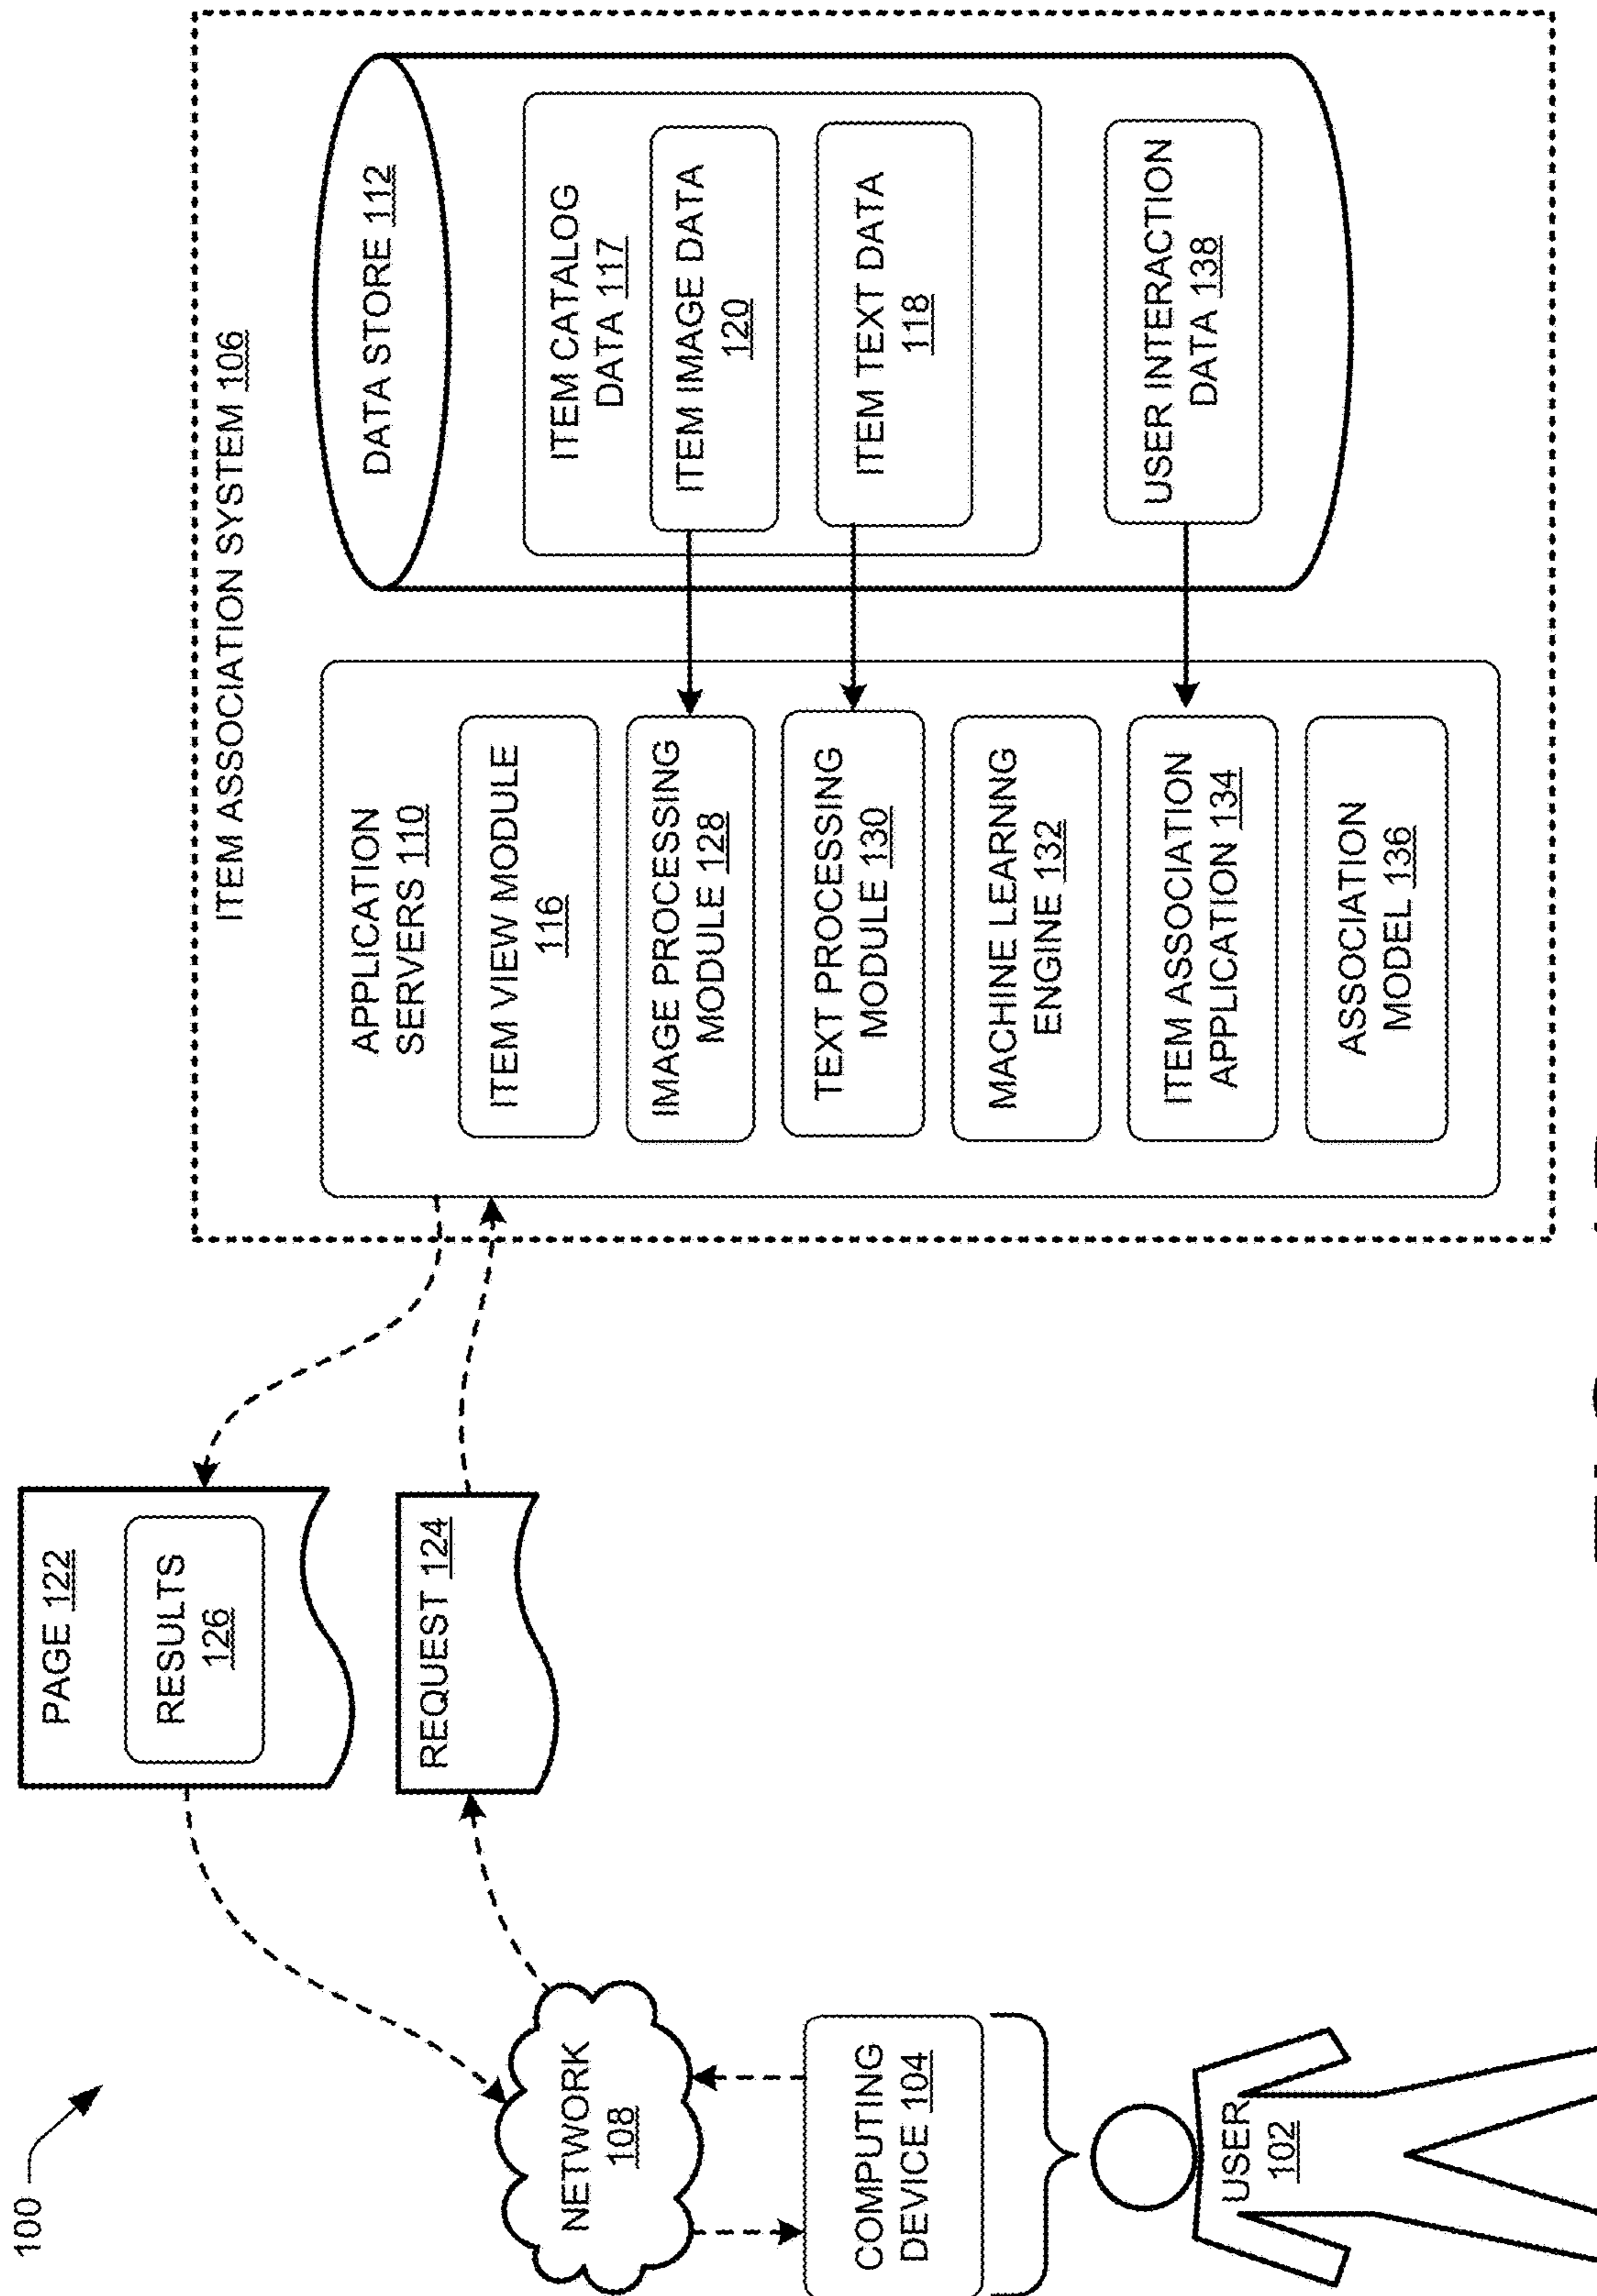 100
PAGE 122
RESULTS
126
REQUEST 124
NETWORK
108
COMPUTING
DEVICE 104
USER
102
ITEM ASSOCIATION SYSTEM 106
APPLICATION
SERVERS 110
ITEM VIEW MODULE
116
IMAGE PROCESSING
MODULE 128
TEXT PROCESSING
MODULE 130
MACHINE LEARNING
ENGINE 132
ITEM ASSOCIATION
APPLICATION 134
ASSOCIATION
MODEL 136
DATA STORE 112
ITEM CATALOG
DATA 117
ITEM IMAGE DATA
120
ITEM TEXT DATA
118
USER INTERACTION
DATA 138